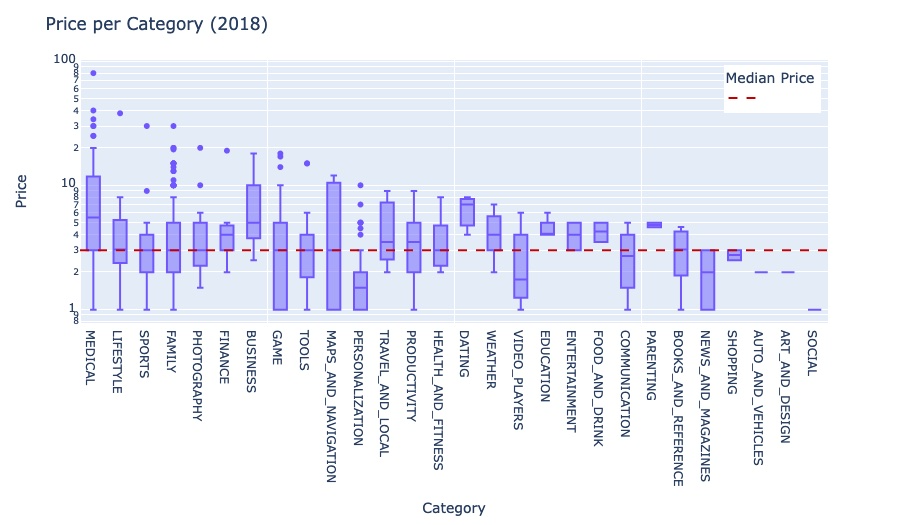 Price per Category (2018)
Median Price
Price
100
9
8
7
6
5
4
3
2
10
9
8
7
6
5
4
3
2
1
9
8
MEDICAL
LIFESTYLE
SPORTS
FAMILY
PHOTOGRAPHY
FINANCE
BUSINESS
GAME
TOOLS
MAPS_AND_NAVIGATION
PERSONALIZATION
TRAVEL_AND_LOCAL
PRODUCTIVITY
HEALTH_AND_FITNESS
DATING
WEATHER
VIDEO_PLAYERS
EDUCATION
ENTERTAINMENT
FOOD_AND_DRINK
COMMUNICATION
PARENTING
BOOKS_AND_REFERENCE
NEWS_AND_MAGAZINES
SHOPPING
AUTO_AND_VEHICLES
ART_AND_DESIGN
SOCIAL
Category